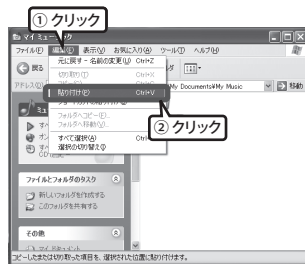 ① クリック
マイ ミュージック
ファイル(F) 編集(E) 表示(V) お気に入り(A) ツール(T) ヘルプ(H)
元に戻す - 名前の変更(U) Ctrl+Z
戻る
切り取り(T) Ctrl+X
My Documents¥My Music 移動
貼り付け(P) Ctrl+V
② クリック
フォルダへコピー(F)...
フォルダへ移動(V)...
すべて選択(A)
選択の切り替え(I)
ファイルとフォルダのタスク
新しいフォルダを作成する
このフォルダを共有する
その他
コピーしたまたは切り取った項目を、選択された位置に貼り付けます。